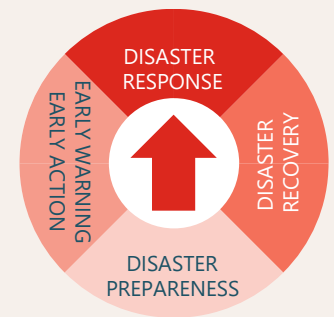 DISASTER
RESPONSE
EARLY WARNING
EARLY ACTION
DISASTER
RECOVERY
DISASTER
PREPARENESS